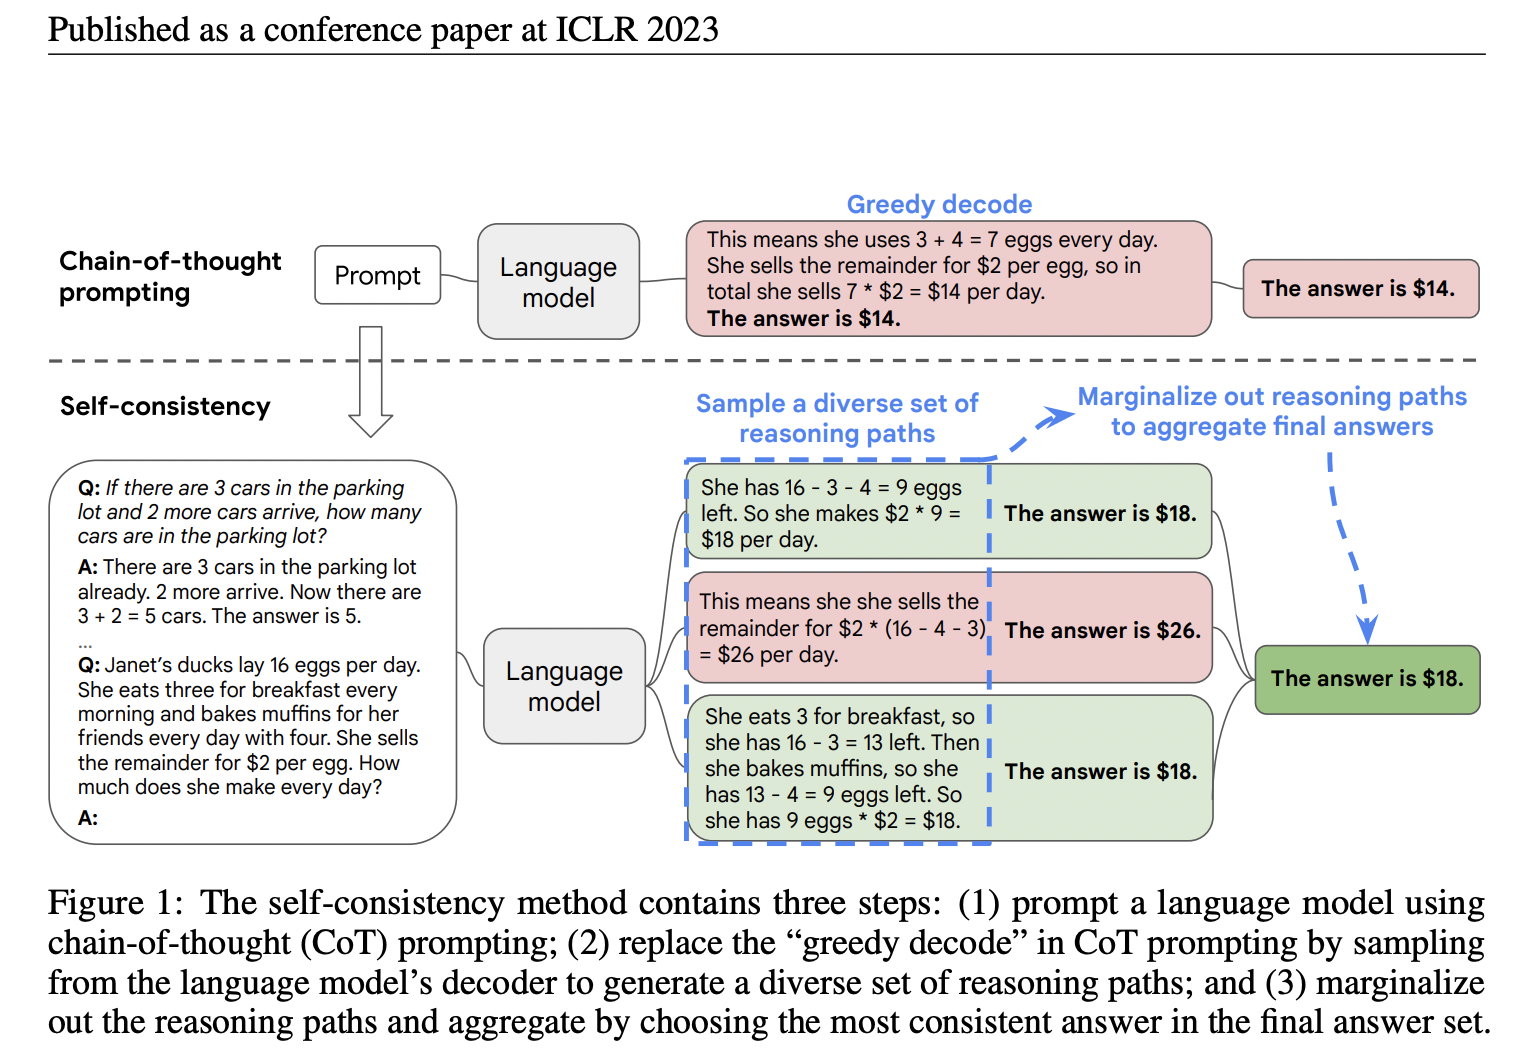 Published as a conference paper at ICLR 2023
Greedy decode
Chain-of-thought
prompting
Prompt
Language
model
This means she uses 3 + 4 = 7 eggs every day.
She sells the remainder for $2 per egg, so in
total she sells 7 * $2 = $14 per day.
The answer is $14.
The answer is $14.
Self-consistency
Sample a diverse set of
reasoning paths
Marginalize out reasoning paths
to aggregate final answers
Q: If there are 3 cars in the parking
lot and 2 more cars arrive, how many
cars are in the parking lot?
A: There are 3 cars in the parking lot
already. 2 more arrive. Now there are
3 + 2 = 5 cars. The answer is 5.
...
Q: Janet's ducks lay 16 eggs per day.
She eats three for breakfast every
morning and bakes muffins for her
friends every day with four. She sells
the remainder for $2 per egg. How
much does she make every day?
A:
Language
model
She has 16 - 3 - 4 = 9 eggs
left. So she makes $2 * 9 =
$18 per day.
The answer is $18.
This means she she sells the
remainder for $2 * (16 - 4 - 3)
= $26 per day.
The answer is $26.
She eats 3 for breakfast, so
she has 16 - 3 = 13 left. Then
she bakes muffins, so she
has 13 - 4 = 9 eggs left. So
she has 9 eggs * $2 = $18.
The answer is $18.
The answer is $18.
Figure 1: The self-consistency method contains three steps: (1) prompt a language model using
chain-of-thought (CoT) prompting; (2) replace the “greedy decode” in CoT prompting by sampling
from the language model’s decoder to generate a diverse set of reasoning paths; and (3) marginalize
out the reasoning paths and aggregate by choosing the most consistent answer in the final answer set.